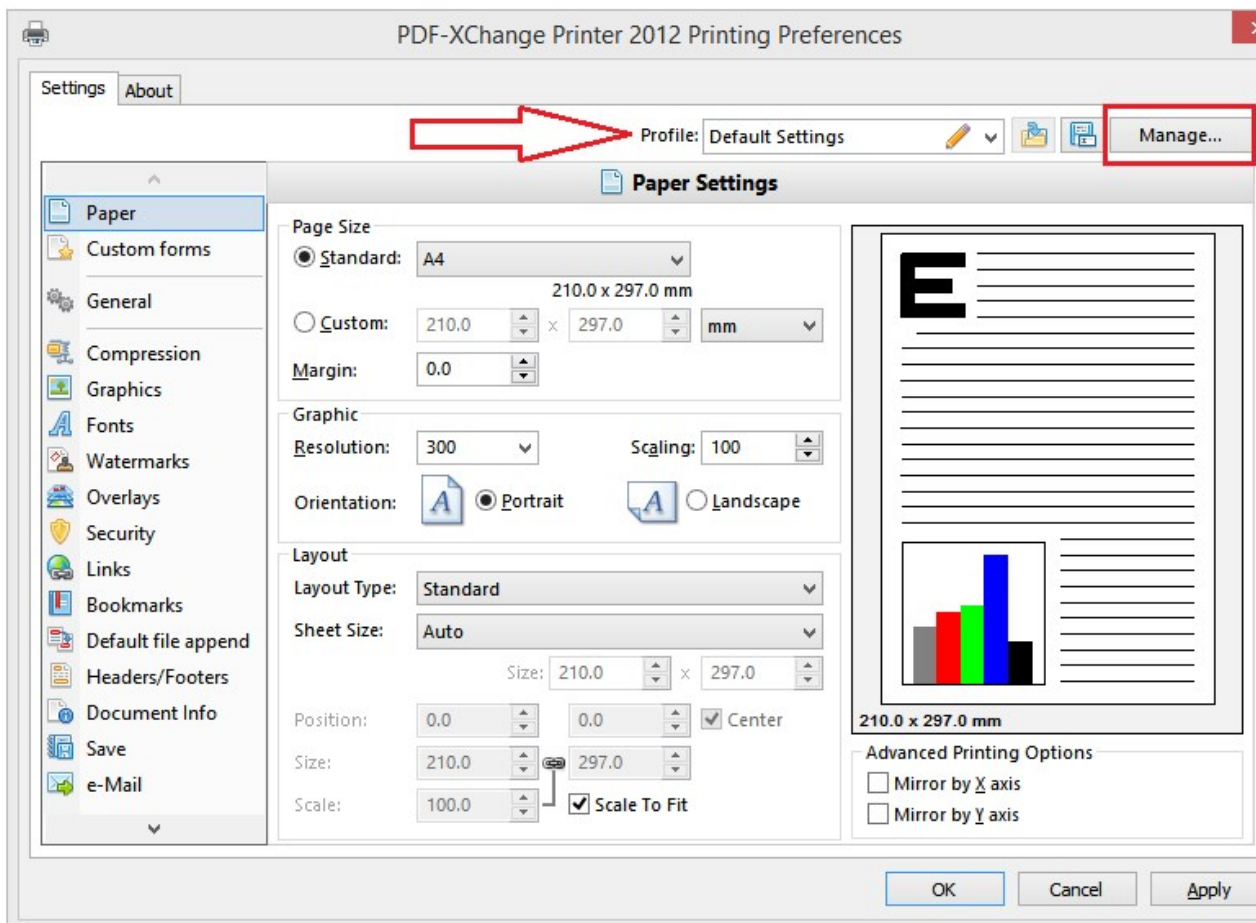 PDF-XChange Printer 2012 Printing Preferences
Settings About
Profile: Default Settings Manage...
Paper
Custom forms
General
Compression
Graphics
Fonts
Watermarks
Overlays
Security
Links
Bookmarks
Default file append
Headers/Footers
Document Info
Save
e-Mail
Paper Settings
Page Size
Standard: A4
210.0 x 297.0 mm
Custom: 210.0 x 297.0 mm
Margin: 0.0
Graphic
Resolution: 300 Scaling: 100
Orientation: A Portrait A Landscape
Layout
Layout Type: Standard
Sheet Size: Auto
Size: 210.0 x 297.0
Position: 0.0 0.0 Center
Size: 210.0 297.0
Scale: 100.0 Scale To Fit
E
210.0 x 297.0 mm
Advanced Printing Options
Mirror by X axis
Mirror by Y axis
OK Cancel Apply